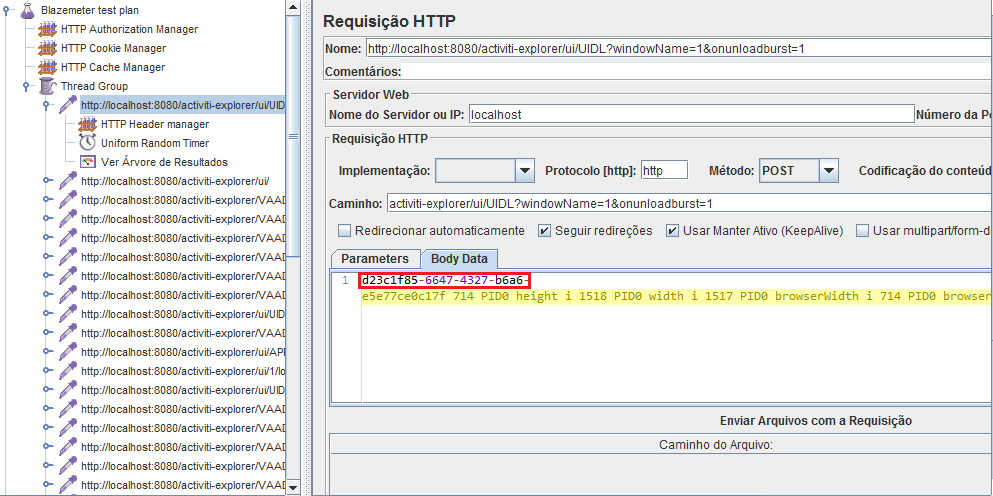 Blazemeter test plan
HTTP Authorization Manager
HTTP Cookie Manager
HTTP Cache Manager
Thread Group
http://localhost:8080/activiti-explorer/ui/UID
HTTP Header manager
Uniform Random Timer
Ver Árvore de Resultados
http://localhost:8080/activiti-explorer/ui/
http://localhost:8080/activiti-explorer/VAAD
http://localhost:8080/activiti-explorer/VAAD
http://localhost:8080/activiti-explorer/VAAD
http://localhost:8080/activiti-explorer/VAAD
http://localhost:8080/activiti-explorer/VAAD
http://localhost:8080/activiti-explorer/VAAD
http://localhost:8080/activiti-explorer/ui/UID
http://localhost:8080/activiti-explorer/VAAD
http://localhost:8080/activiti-explorer/ui/API
http://localhost:8080/activiti-explorer/ui/1/lo
http://localhost:8080/activiti-explorer/ui/UID
http://localhost:8080/activiti-explorer/VAAD
http://localhost:8080/activiti-explorer/VAAD
http://localhost:8080/activiti-explorer/VAAD
http://localhost:8080/activiti-explorer/VAAD
http://localhost:8080/activiti-explorer/VAAD
Requisição HTTP
Nome: http://localhost:8080/activiti-explorer/ui/UIDL?windowName=1&onunloadburst=1
Comentários:
Servidor Web
Nome do Servidor ou IP: localhost Número da Po
Requisição HTTP
Implementação: Protocolo [http]: http Método: POST Codificação do conteúd
Caminho: activiti-explorer/ui/UIDL?windowName=1&onunloadburst=1
Redirecionar automaticamente Seguir redireções Usar Manter Ativo (KeepAlive) Usar multipart/form-d
Parameters Body Data
1 d23c1f85-6647-4327-b6a6-
e5e77ce0c17f 714 PID0 height i 1518 PID0 width i 1517 PID0 browserWidth i 714 PID0 browser
Enviar Arquivos com a Requisição
Caminho do Arquivo: